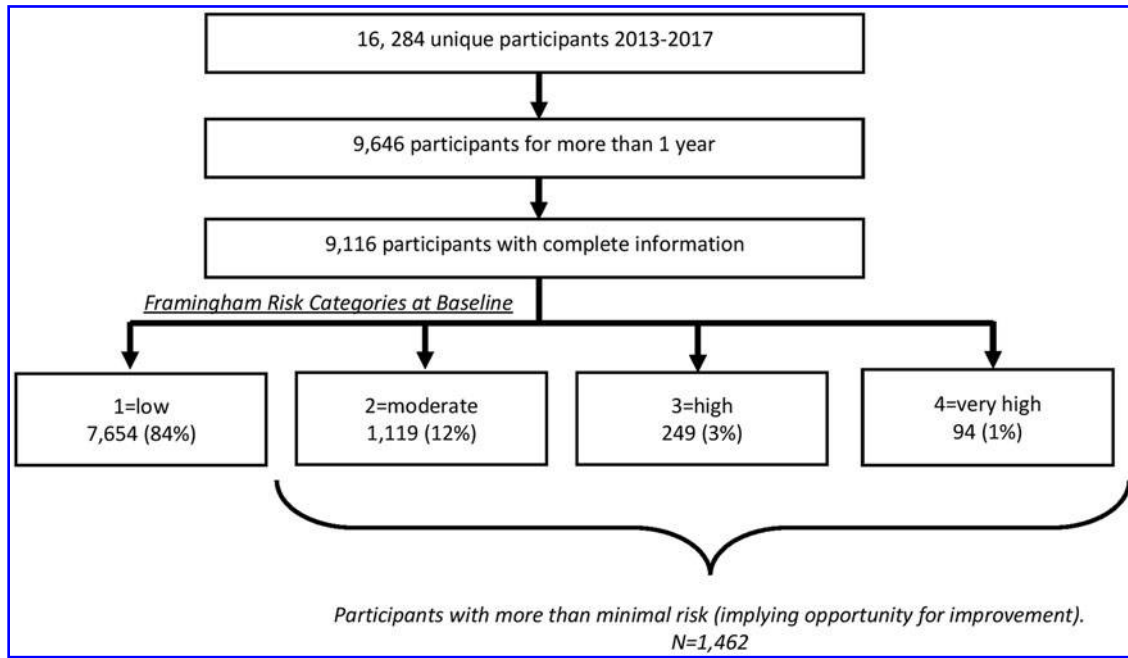 16, 284 unique participants 2013-2017
9,646 participants for more than 1 year
9,116 participants with complete information
Framingham Risk Categories at Baseline
1=low
7,654 (84%)
2=moderate
1,119 (12%)
3=high
249 (3%)
4=very high
94 (1%)
Participants with more than minimal risk (implying opportunity for improvement).
N=1,462